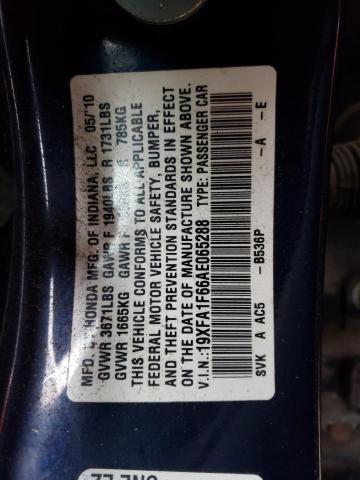 MFD. HONDA MFG. OF INDIANA, LLC 05/'10
GVWR 3671LBS GAWR F 1940LBS R 1731LBS
GVWR 1665KG GAWR 785KG
THIS VEHICLE CONFORMS TO ALL APPLICABLE
FEDERAL MOTOR VEHICLE SAFETY, BUMPER,
AND THEFT PREVENTION STANDARDS IN EFFECT
ON THE DATE OF MANUFACTURE SHOWN ABOVE.
V.I.N.: 19XFA1F66AE065288 TYPE: PASSENGER CAR
SVK A AC5 -B536P -A -E